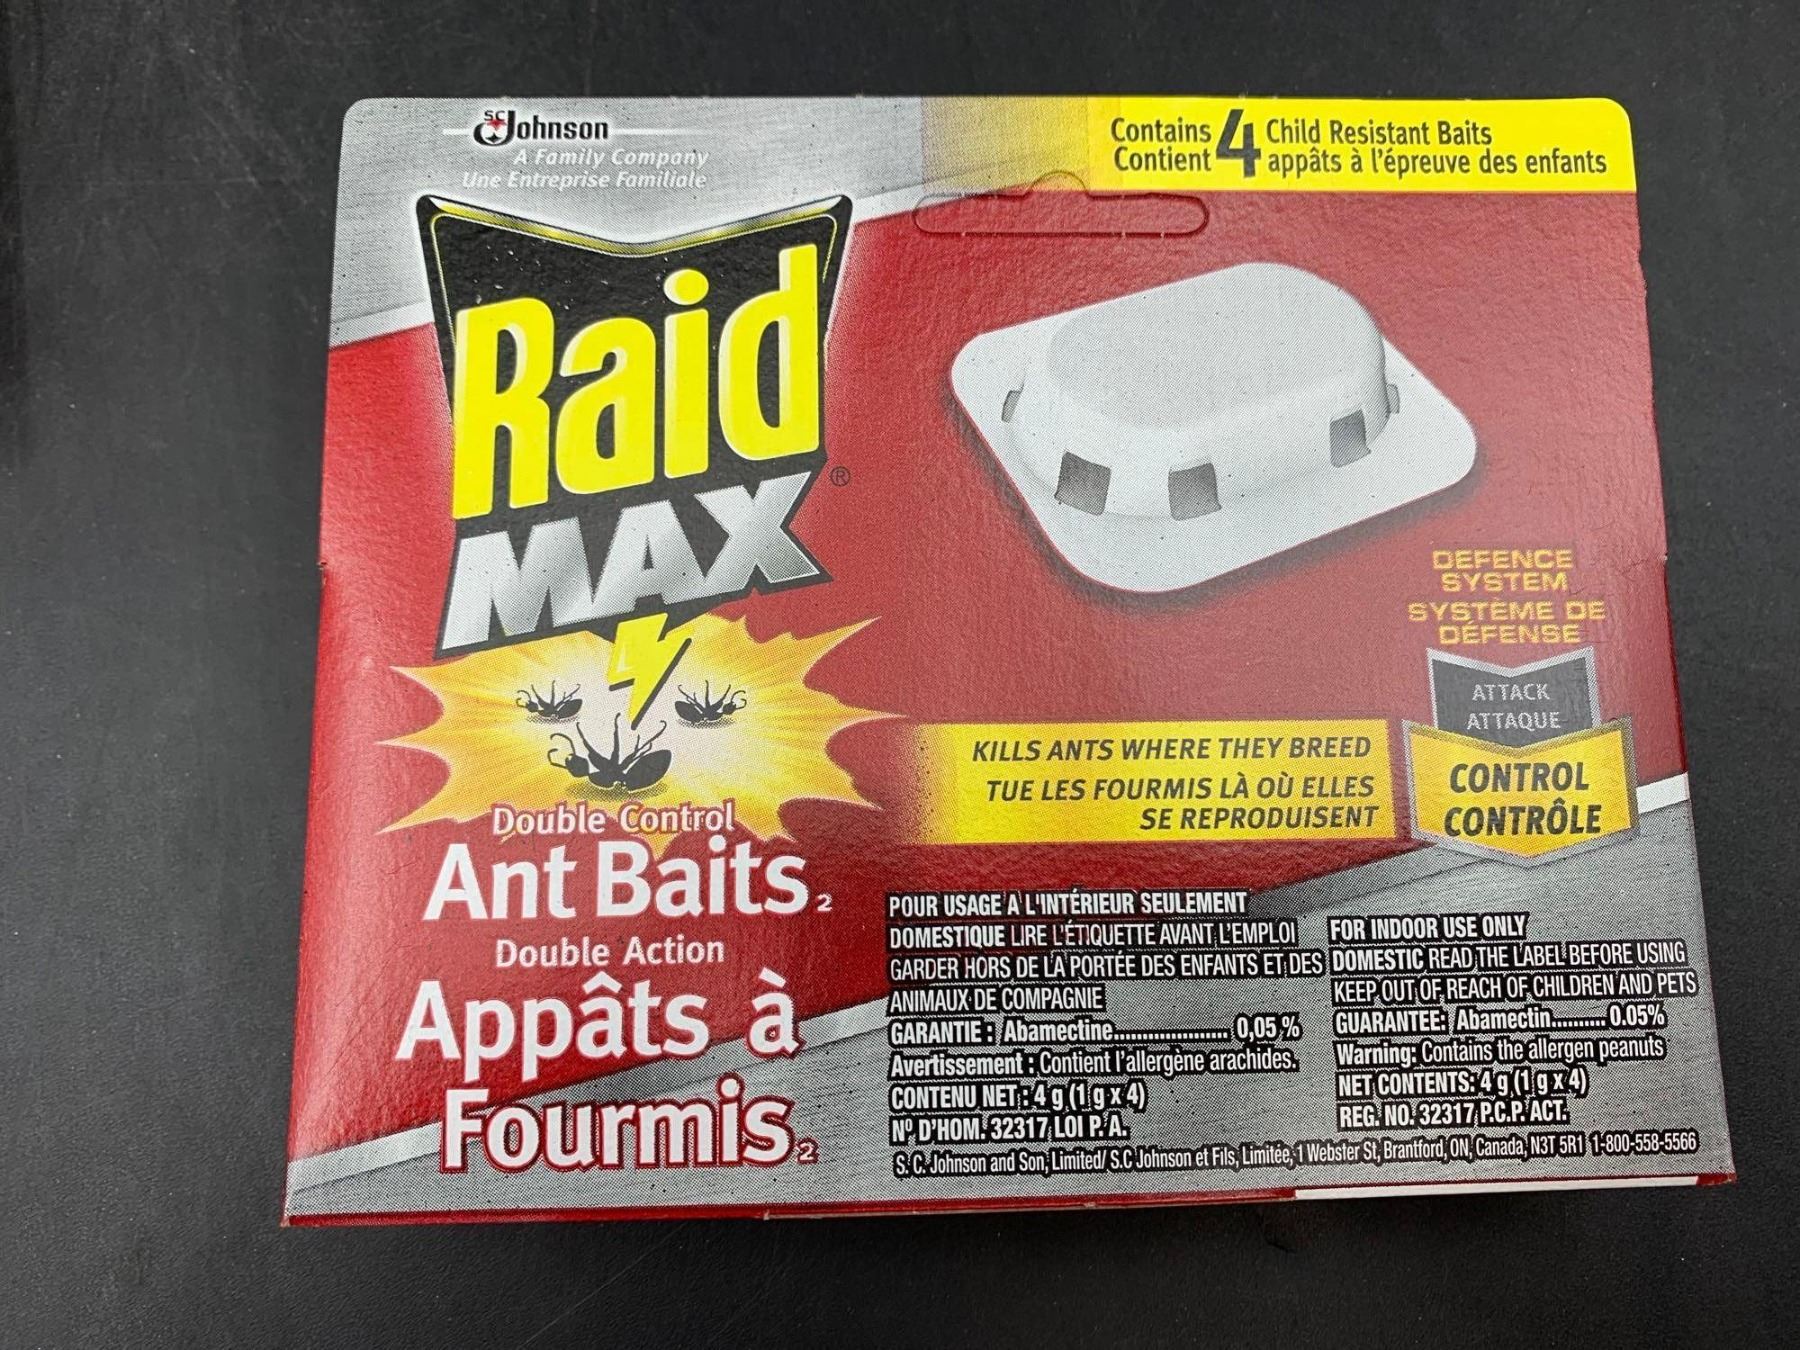 SC Johnson
A Family Company
Une Entreprise Familiale
Contains 4 Child Resistant Baits
Contient appâts à l'épreuve des enfants
Raid
®
MAX
DEFENCE
SYSTEM
SYSTÈME DE
DÉFENSE
ATTACK
ATTAQUE
CONTROL
CONTRÔLE
KILLS ANTS WHERE THEY BREED
TUE LES FOURMIS LÀ OÙ ELLES
SE REPRODUISENT
Double Control
Ant Baits2
Double Action
Appâts à
Fourmis2
POUR USAGE À L'INTÉRIEUR SEULEMENT
DOMESTIQUE LIRE L'ÉTIQUETTE AVANT L'EMPLOI
GARDER HORS DE LA PORTÉE DES ENFANTS ET DES
ANIMAUX DE COMPAGNIE
GARANTIE : Abamectine................... 0,05 %
Avertissement : Contient l'allergène arachides.
CONTENU NET : 4 g (1 g x 4)
Nº D'HOM. 32317 LOI P. A.
FOR INDOOR USE ONLY
DOMESTIC READ THE LABEL BEFORE USING
KEEP OUT OF REACH OF CHILDREN AND PETS
GUARANTEE: Abamectin.......... 0.05%
Warning: Contains the allergen peanuts
NET CONTENTS: 4 g (1 g x 4)
REG. NO. 32317 P.C.P. ACT.
S. C. Johnson and Son, Limited/ S.C Johnson et Fils, Limitée, 1 Webster St, Brantford, ON, Canada, N3T 5R1 1-800-558-5566